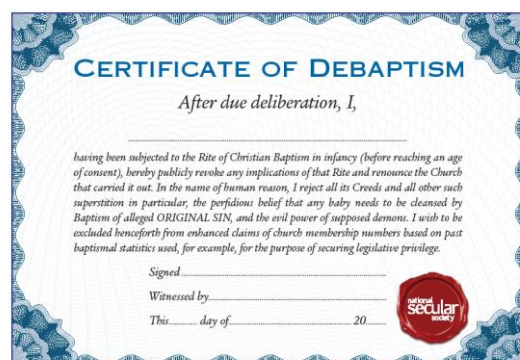 CERTIFICATE OF DEBAPTISM
After due deliberation, I,
having been subjected to the Rite of Christian Baptism in infancy (before reaching an age
of consent), hereby publicly revoke any implications of that Rite and renounce the Church
that carried it out. In the name of human reason, I reject all its Creeds and all other such
superstition in particular, the perfidious belief that any baby needs to be cleansed by
Baptism of alleged ORIGINAL SIN, and the evil power of supposed demons. I wish to be
excluded henceforth from enhanced claims of church membership numbers based on past
baptismal statistics used, for example, for the purpose of securing legislative privilege.
Signed
Witnessed by
This day of 20
national
secular
society